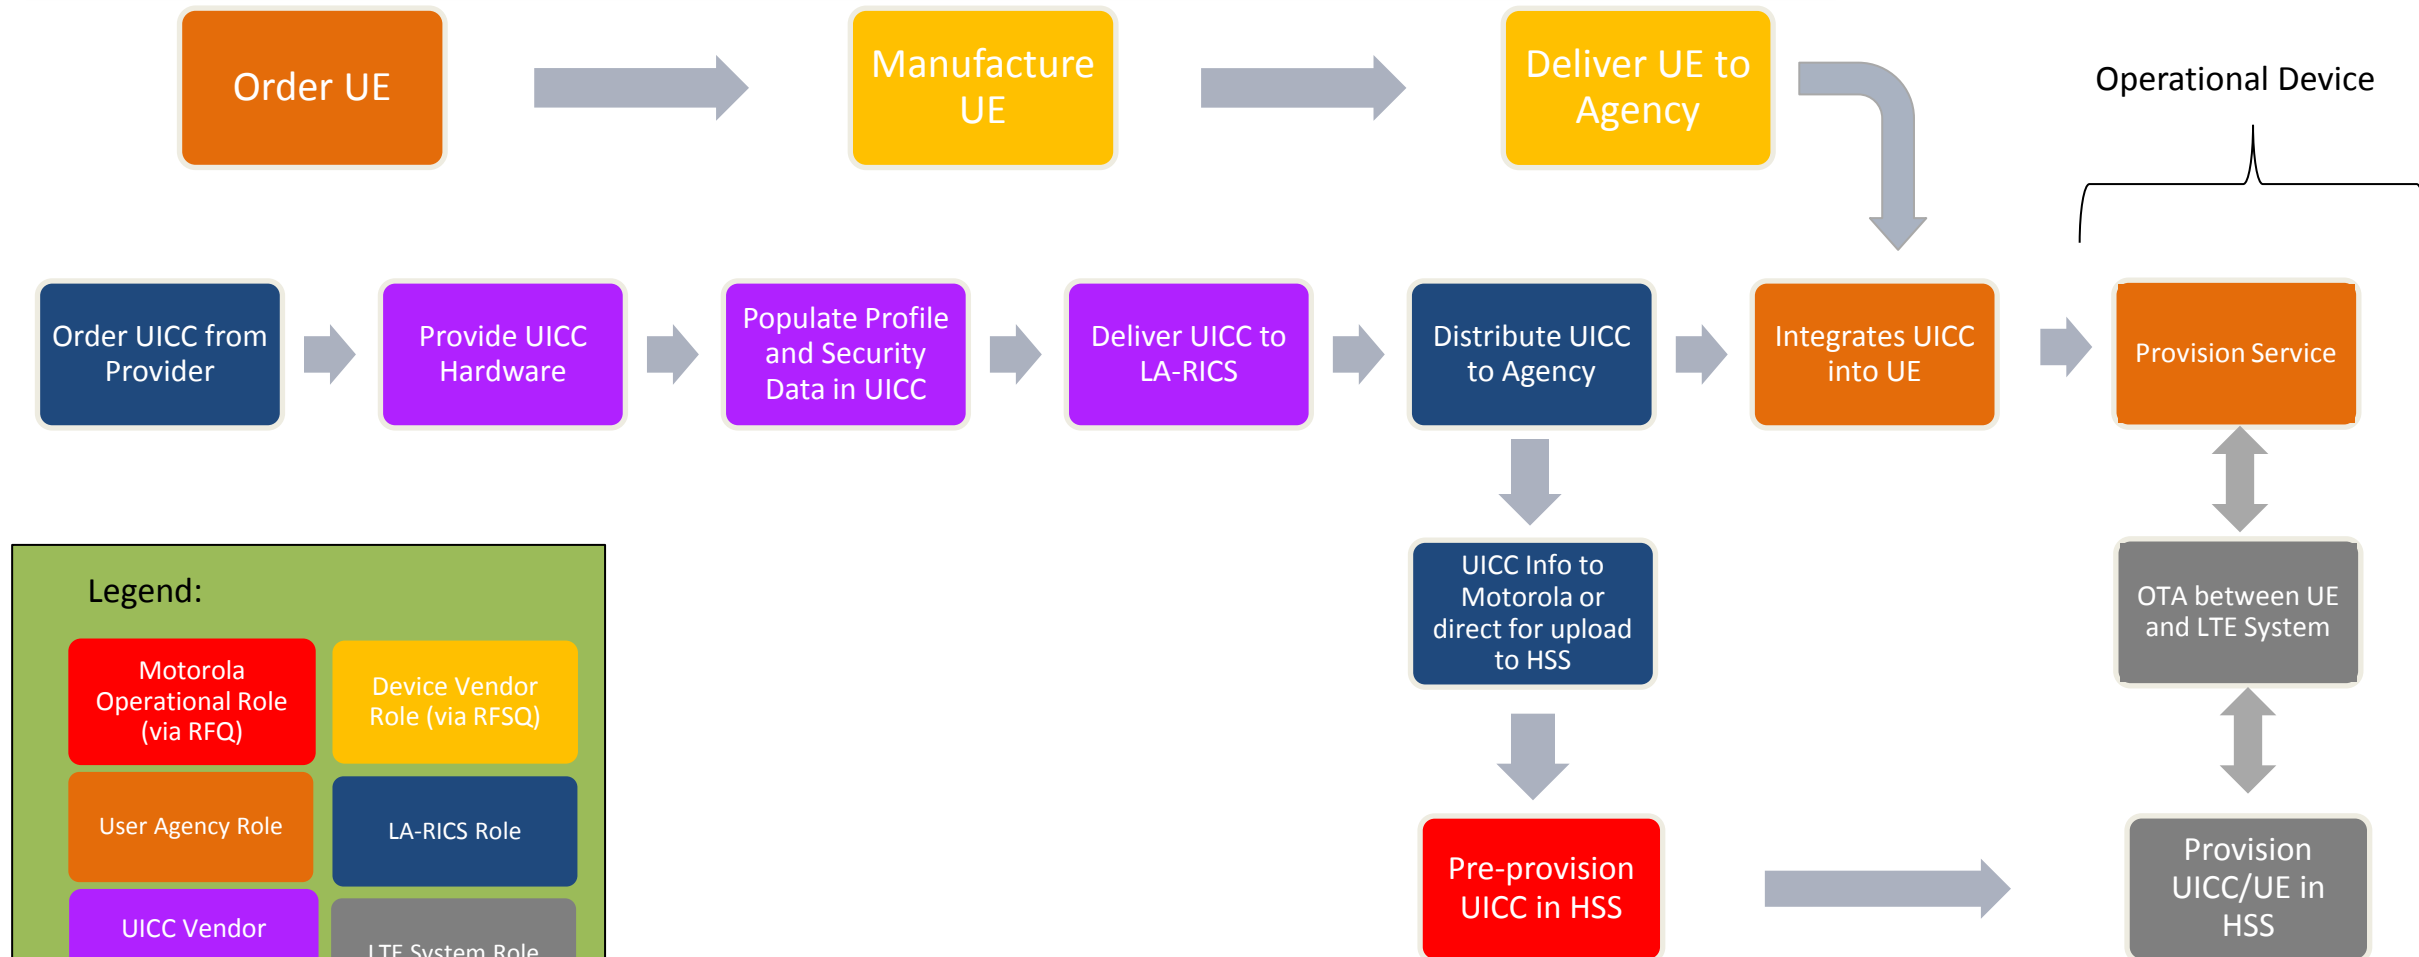 Order UE
Manufacture
UE
Deliver UE to
Agency
Operational Device
Order UICC from
Provider
Provide UICC
Hardware
Populate Profile
and Security
Data in UICC
Deliver UICC to
LA-RICS
Distribute UICC
to Agency
Integrates UICC
into UE
Provision Service
UICC Info to
Motorola or
direct for upload
to HSS
OTA between UE
and LTE System
Pre-provision
UICC in HSS
Provision
UICC/UE in
HSS
Legend:
Motorola
Operational Role
(via RFQ)
Device Vendor
Role (via RFSQ)
User Agency Role
LA-RICS Role
UICC Vendor
LTE System Role